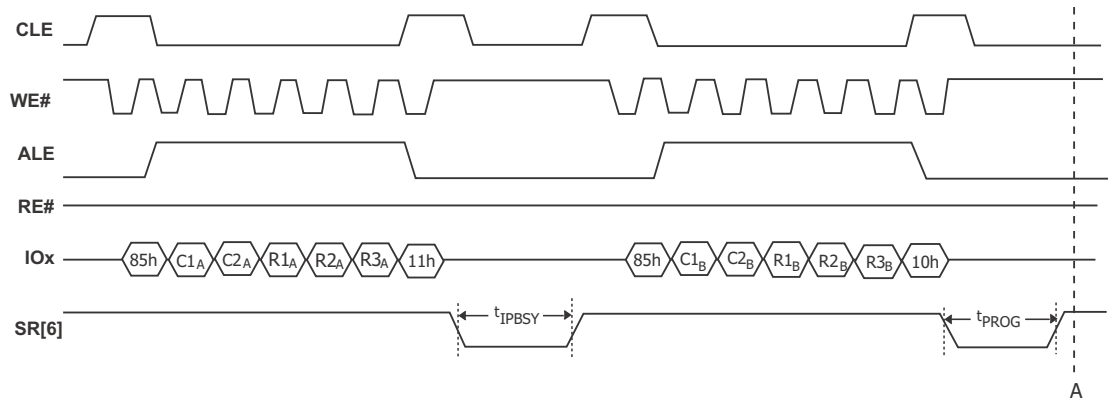 CLE
WE#
ALE
RE#
IOx 85h C1A C2A R1A R2A R3A 11h 85h C1B C2B R1B R2B R3B 10h
SR[6] tIPBSY tPROG
A